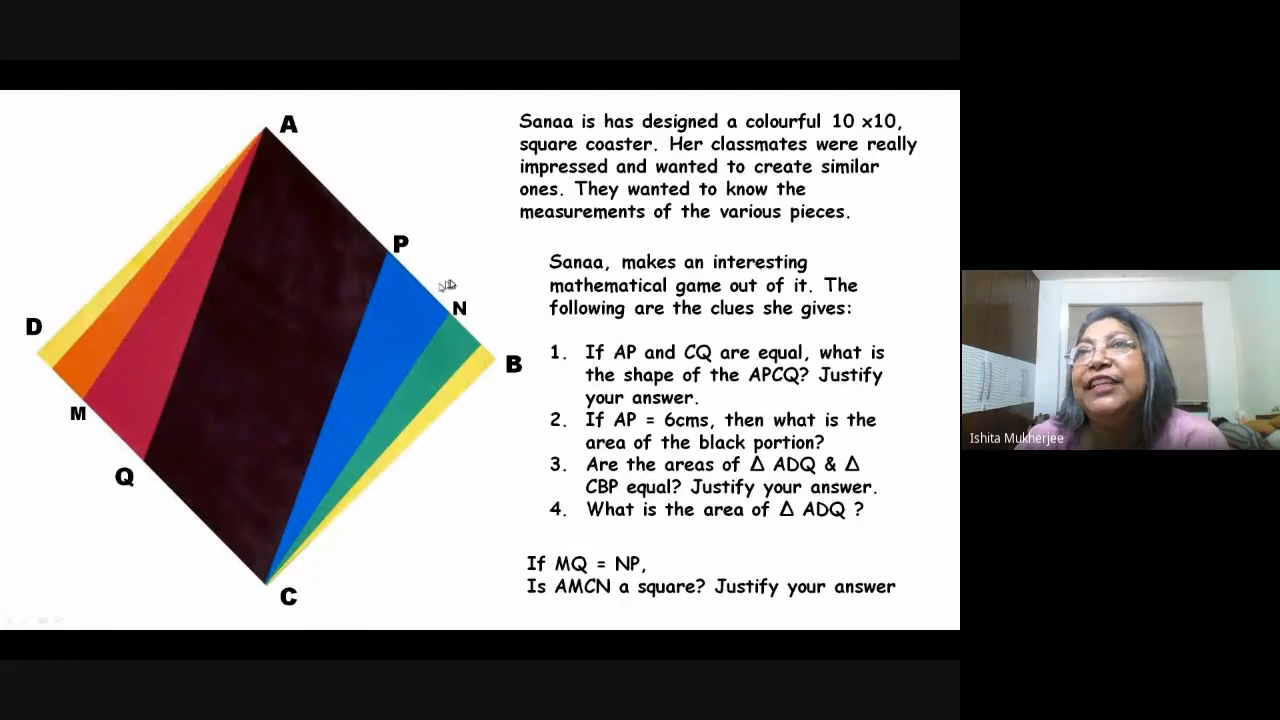 A
Sanaa is has designed a colourful 10 x10,
square coaster. Her classmates were really
impressed and wanted to create similar
ones. They wanted to know the
measurements of the various pieces.
P
Sanaa, makes an interesting
mathematical game out of it. The
following are the clues she gives:
N
D
B
1. If AP and CQ are equal, what is
the shape of the APCQ? Justify
your answer.
M
2. If AP = 6cms, then what is the
area of the black portion?
Q
3. Are the areas of Δ ADQ & Δ
CBP equal? Justify your answer.
4. What is the area of Δ ADQ ?
C
If MQ = NP,
Is AMCN a square? Justify your answer
Ishita Mukherjee